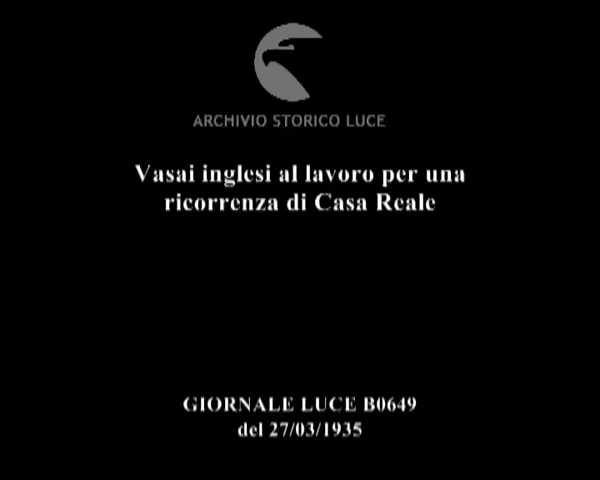 ARCHIVIO STORICO LUCE
Vasai inglesi al lavoro per una
ricorrenza di Casa Reale
GIORNALE LUCE B0649
del 27/03/1935